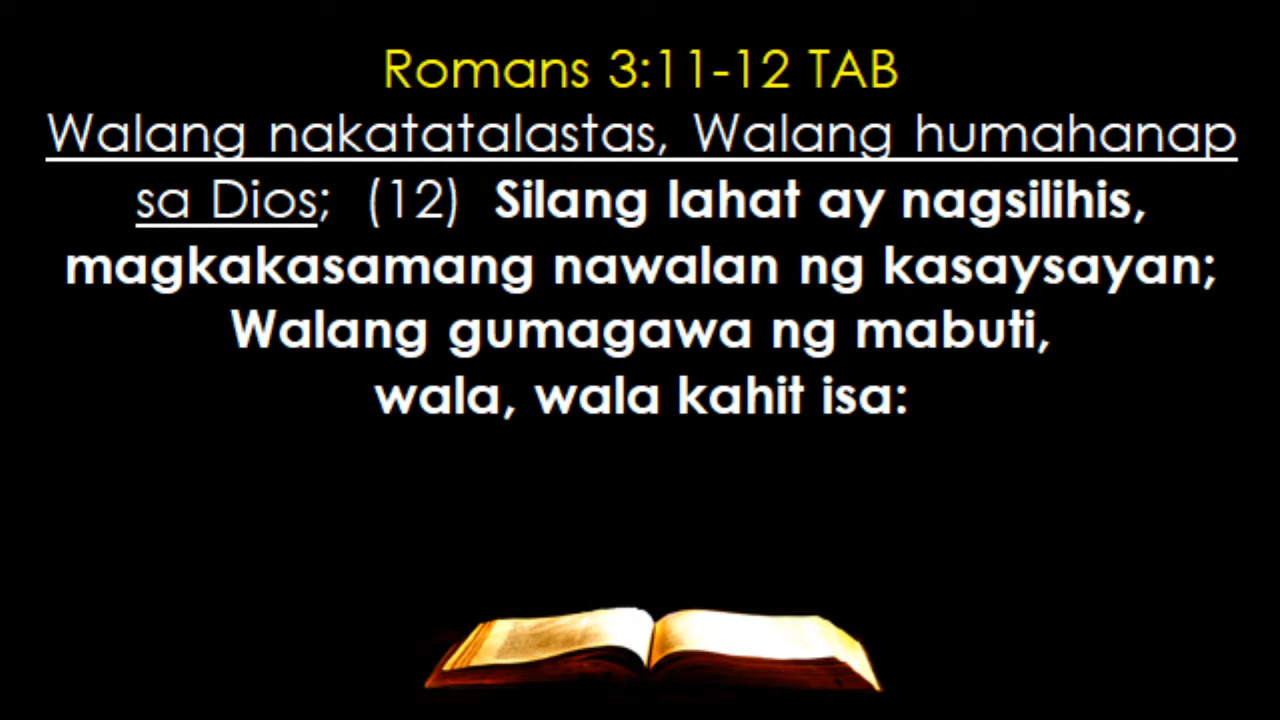 Romans 3:11-12 TAB
Walang nakatatalastas, Walang humahanap
sa Dios; (12) Silang lahat ay nagsilihis,
magkakasamang nawalan ng kasaysayan;
Walang gumagawa ng mabuti,
wala, wala kahit isa: